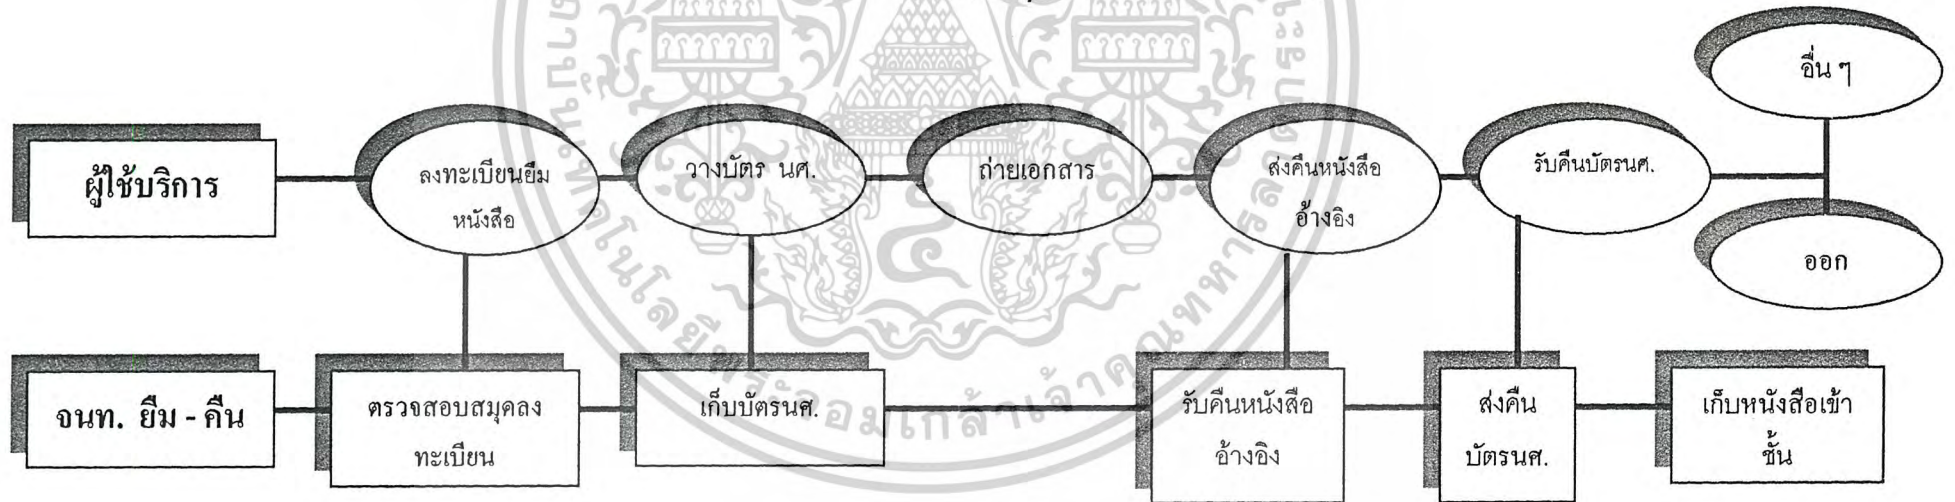 อื่น ๆ
ผู้ใช้บริการ
ลงทะเบียนยืม
หนังสือ
วางบัตร นศ.
ถ่ายเอกสาร
ส่งคืนหนังสือ
อ้างอิง
รับคืนบัตรนศ.
ออก
จนท. ยืม - คืน
ตรวจสอบสมุดลง
ทะเบียน
เก็บบัตรนศ.
รับคืนหนังสือ
อ้างอิง
ส่งคืน
บัตรนศ.
เก็บหนังสือเข้า
ชั้น